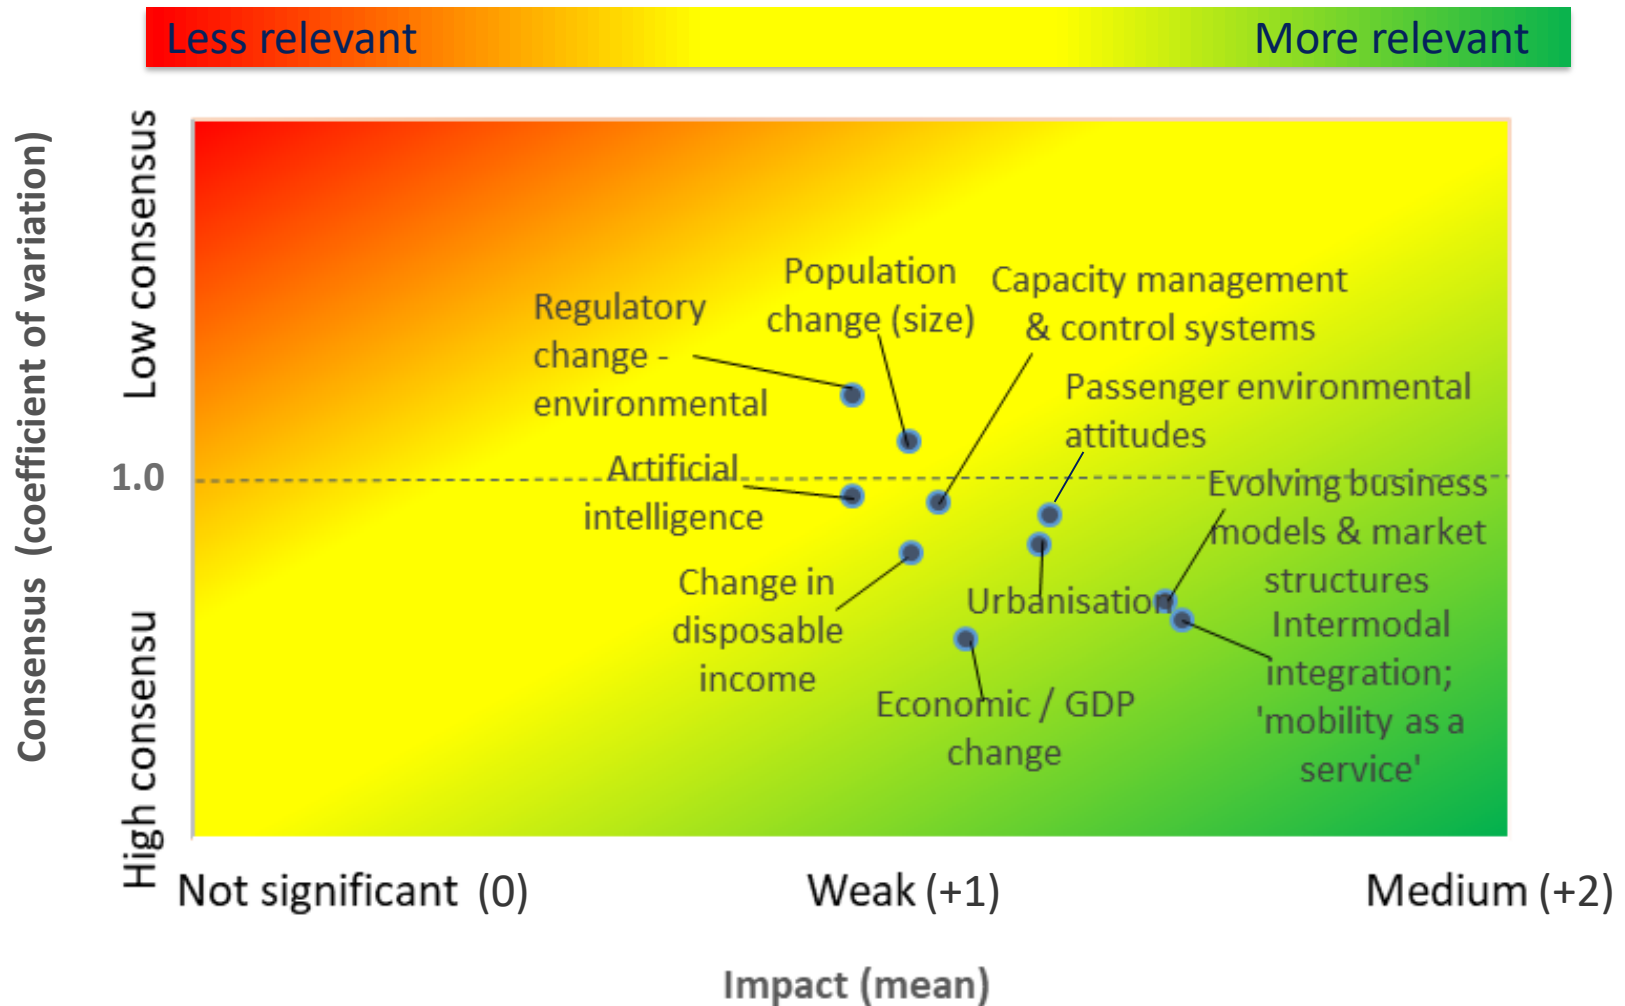 Less relevant
More relevant
Consensus (coefficient of variation)
Low consensus
1.0
High consensu
Population
change (size)
Capacity management
& control systems
Regulatory
change -
environmental
Passenger environmental
attitudes
Artificial
intelligence
Evolving business
models & market
structures
Change in
disposable
income
Urbanisation
Intermodal
integration;
'mobility as a
service'
Economic / GDP
change
Not significant (0)
Weak (+1)
Medium (+2)
Impact (mean)